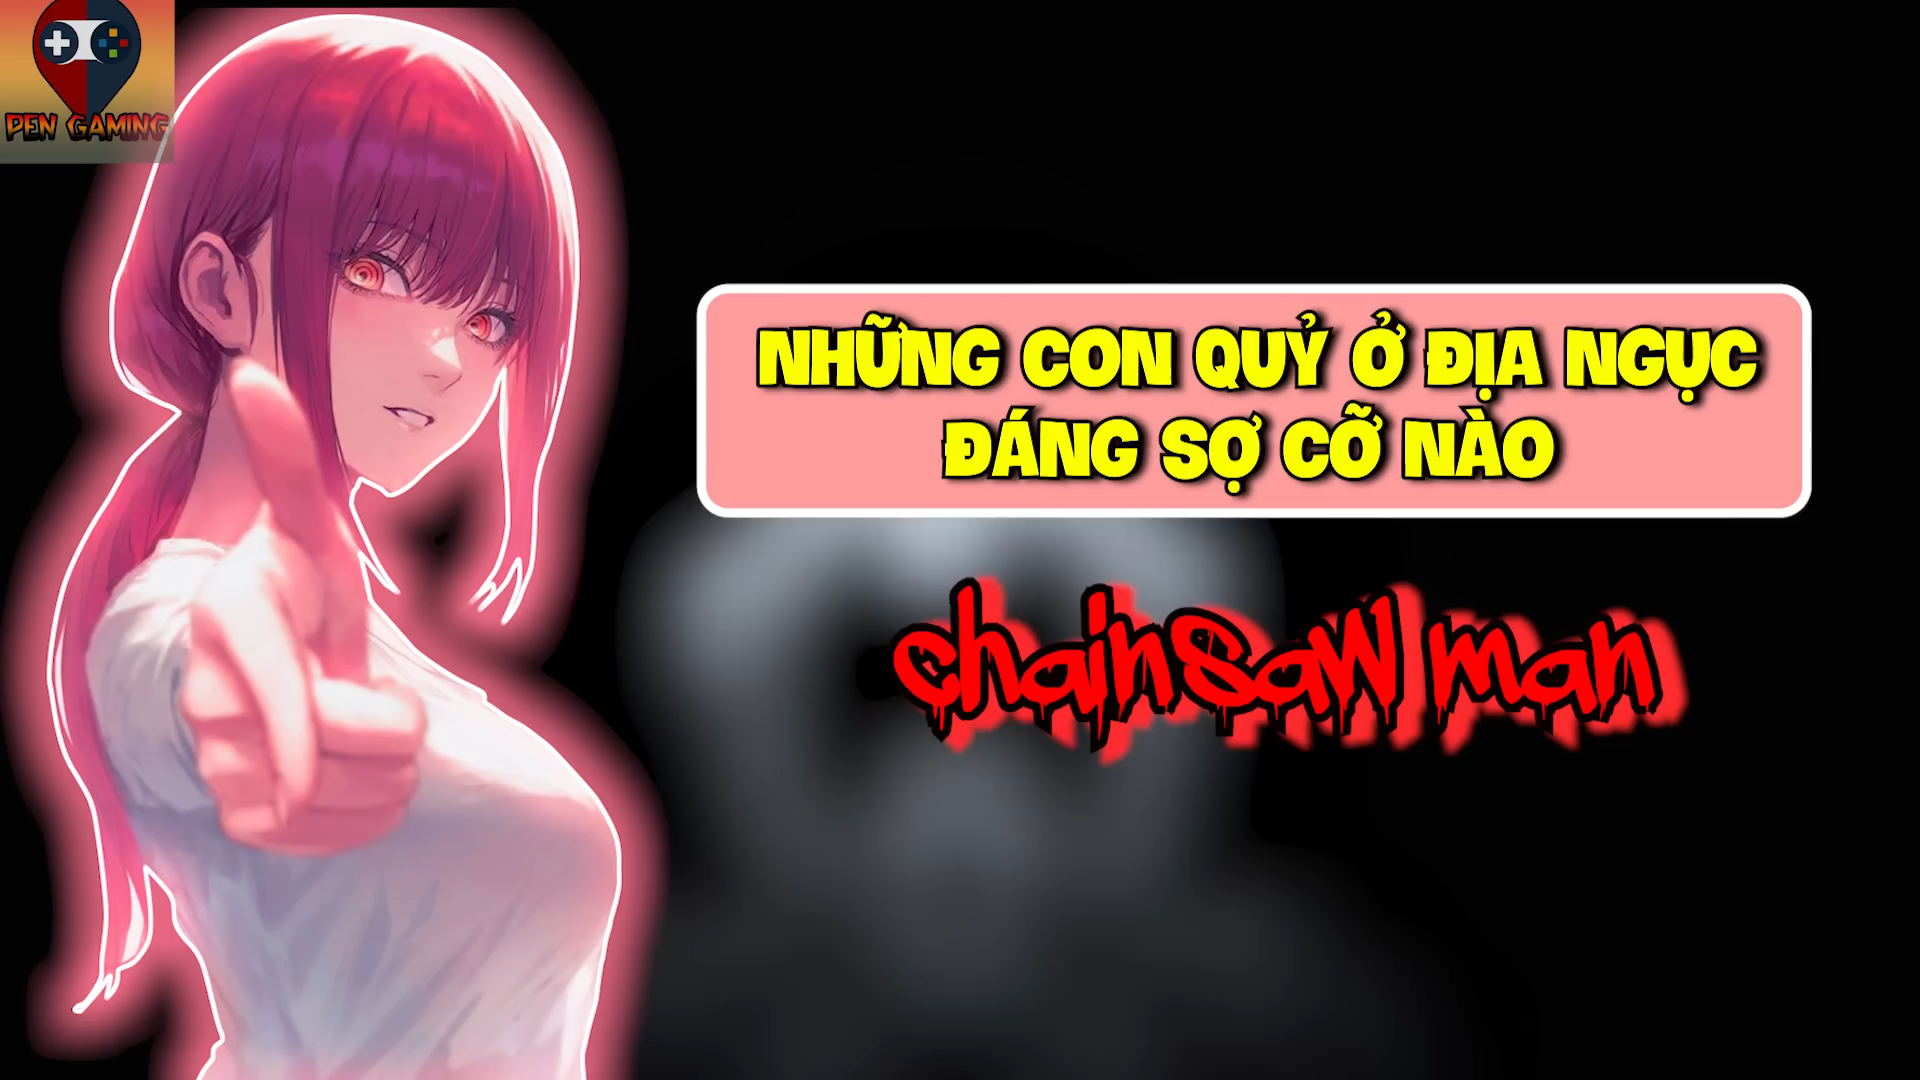 PEN GAMING
NHỮNG CON QUỶ Ở ĐỊA NGỤC
ĐÁNG SỢ CỠ NÀO
chainsaw man